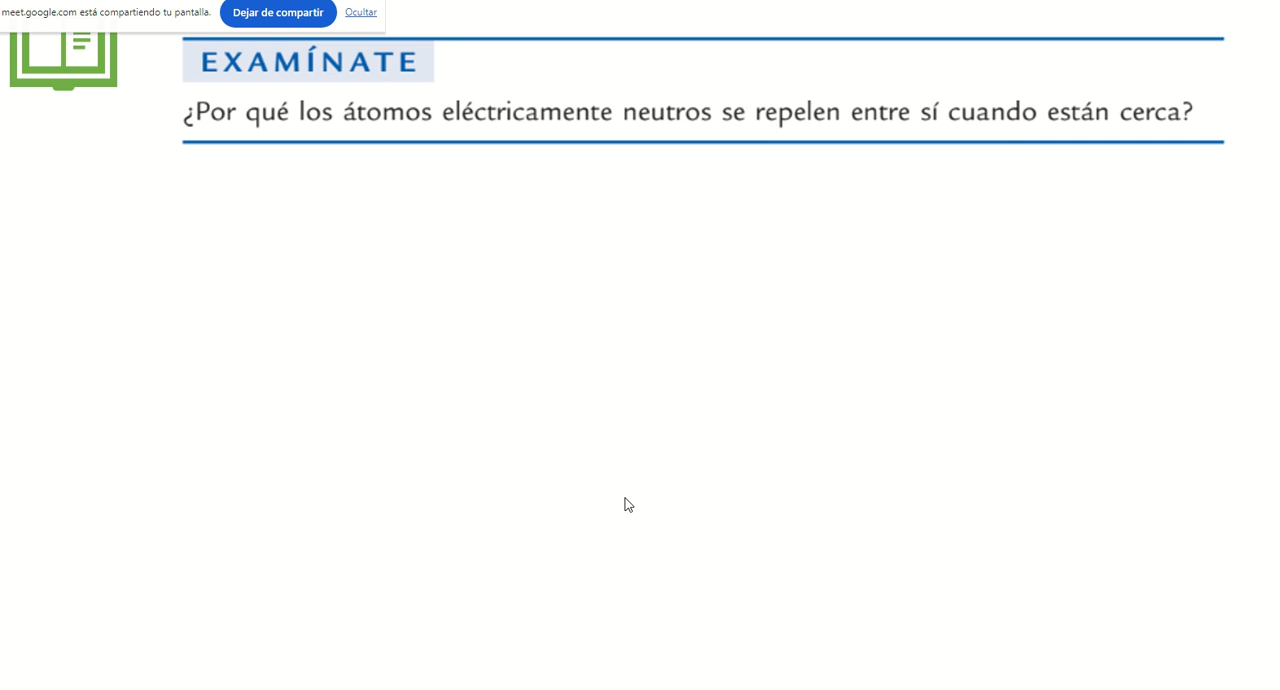 meet.google.com está compartiendo tu pantalla. Dejar de compartir Ocultar
EXAMÍNATE
¿Por qué los átomos eléctricamente neutros se repelen entre sí cuando están cerca?